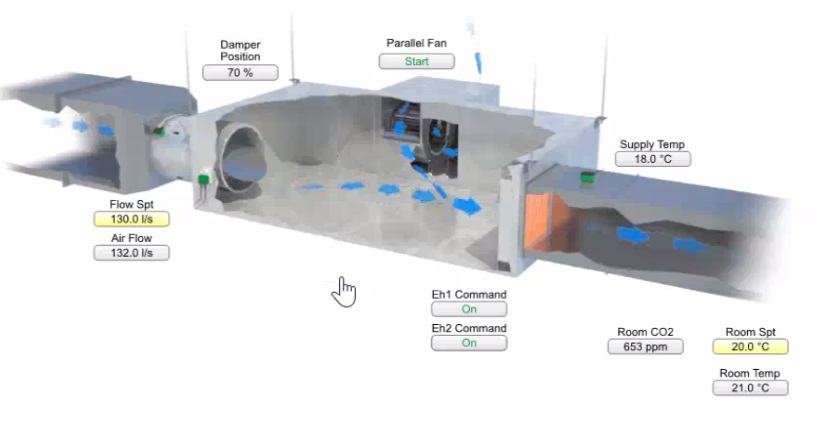 Damper
Position
70 %
Parallel Fan
Start
Supply Temp
18.0 °C
Flow Spt
130.0 l/s
Air Flow
132.0 l/s
Eh1 Command
On
Eh2 Command
On
Room CO2
653 ppm
Room Spt
20.0 °C
Room Temp
21.0 °C